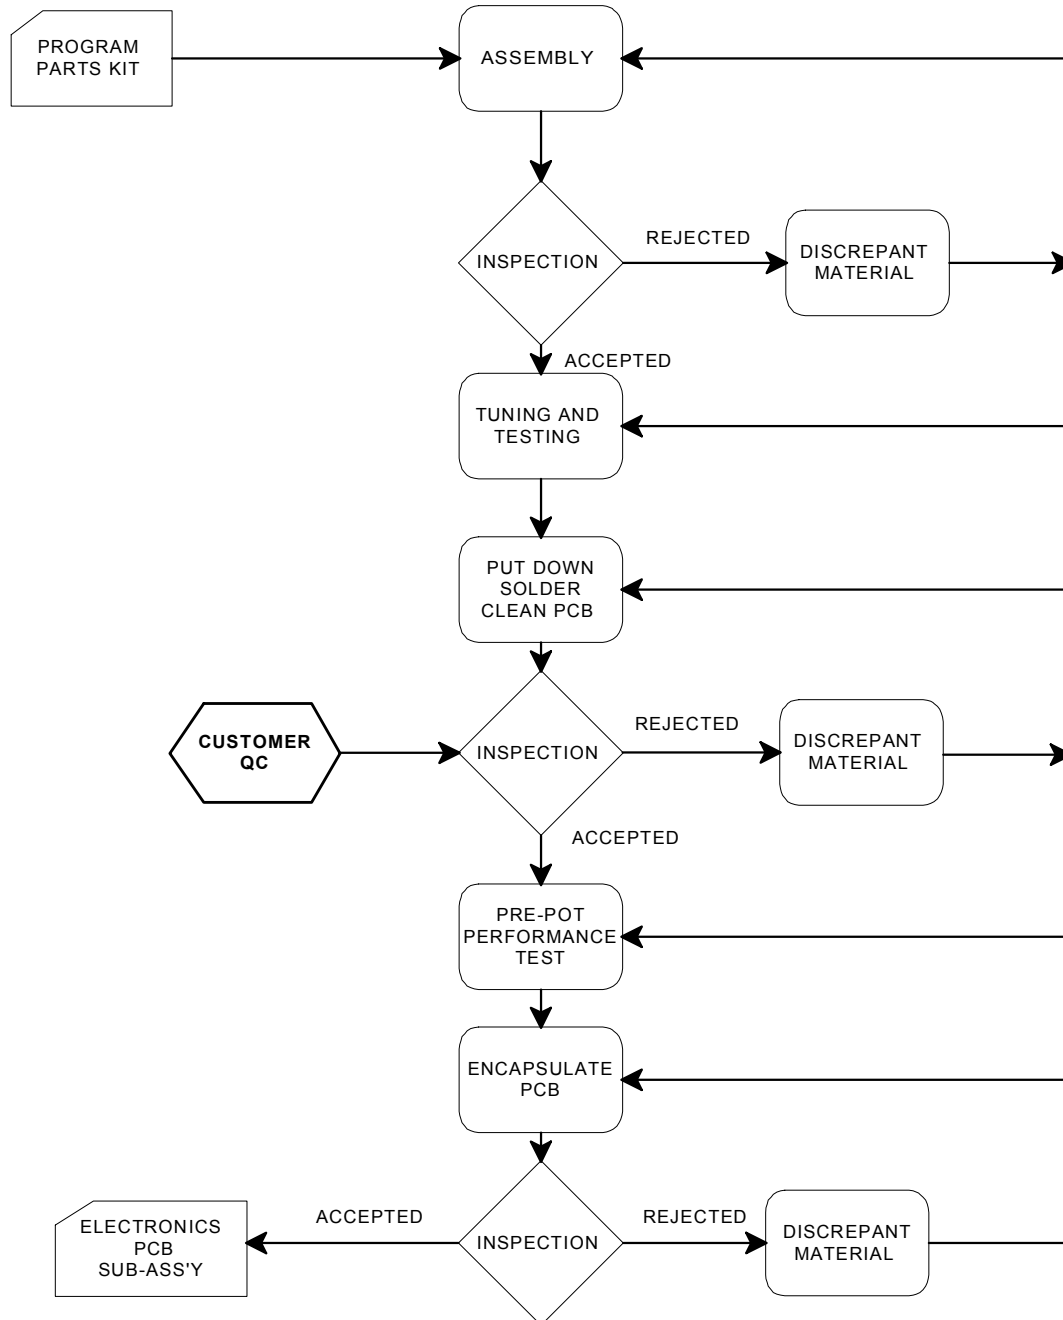 PROGRAM
PARTS KIT
ASSEMBLY
INSPECTION
REJECTED
DISCREPANT
MATERIAL
ACCEPTED
TUNING AND
TESTING
PUT DOWN
SOLDER
CLEAN PCB
CUSTOMER
QC
INSPECTION
REJECTED
DISCREPANT
MATERIAL
ACCEPTED
PRE-POT
PERFORMANCE
TEST
ENCAPSULATE
PCB
ELECTRONICS
PCB
SUB-ASS'Y
ACCEPTED
INSPECTION
REJECTED
DISCREPANT
MATERIAL